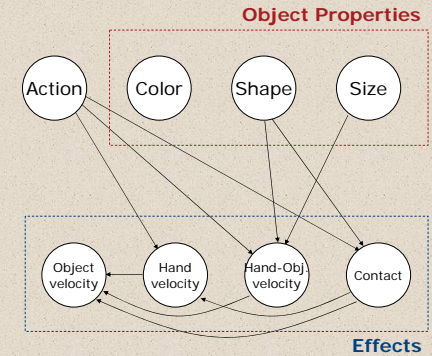 Object Properties
Action
Color
Shape
Size
Object
velocity
Hand
velocity
Hand-Obj.
velocity
Contact
Effects